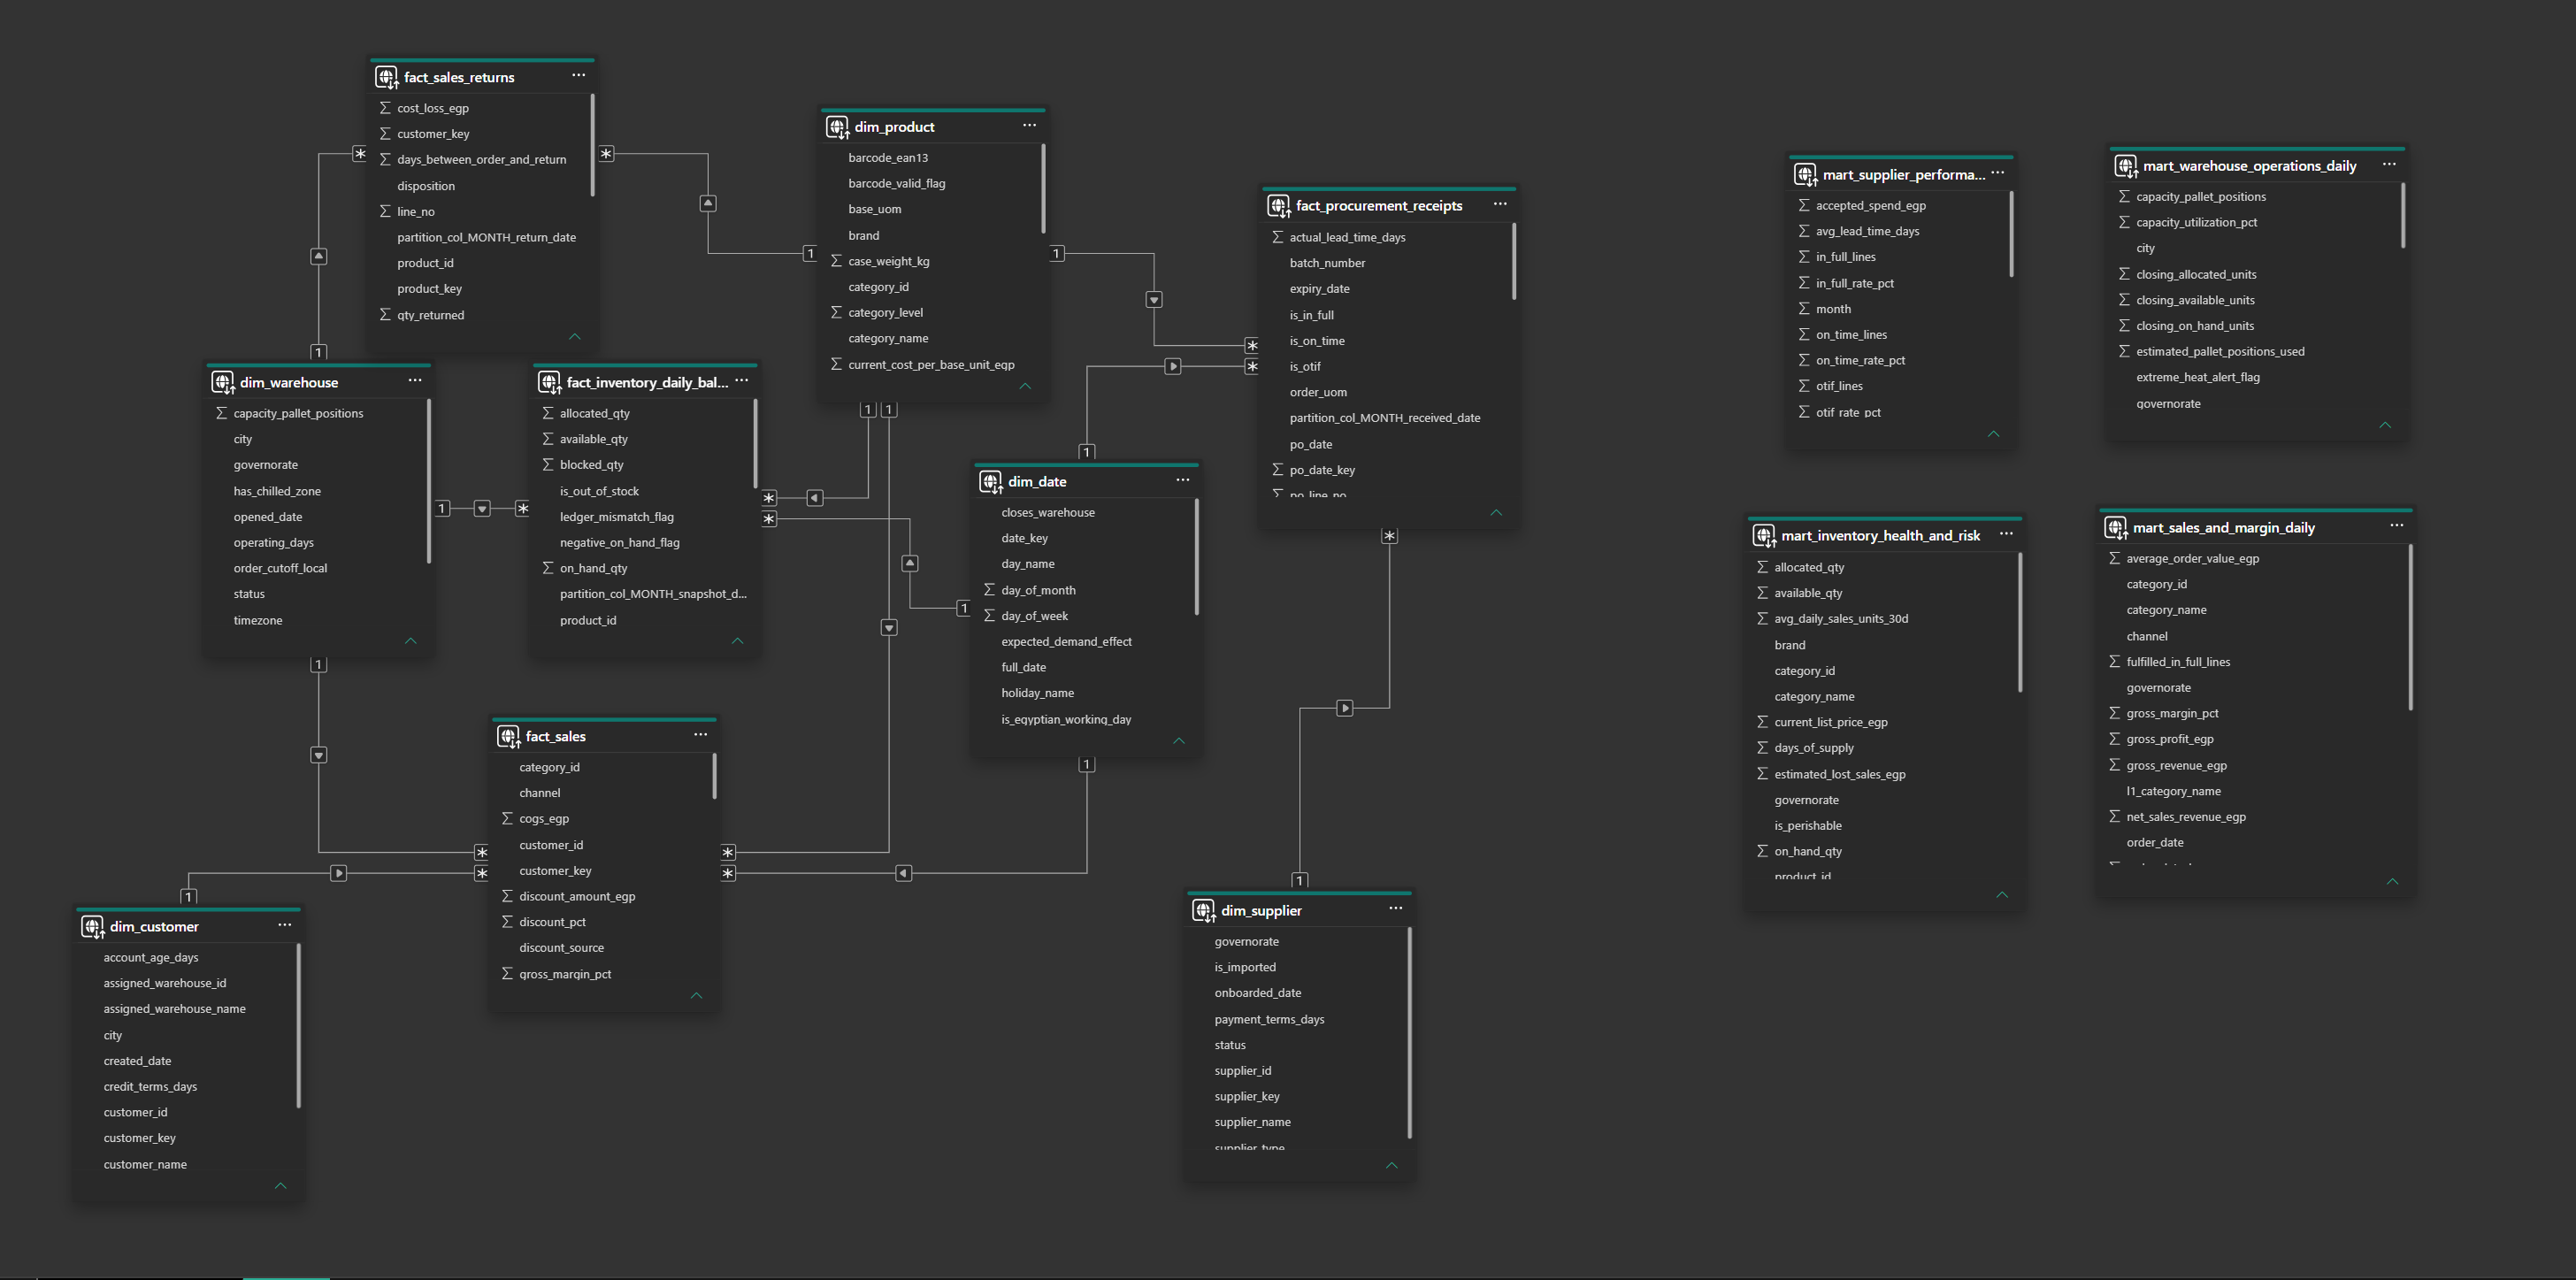 fact_sales_returns
cost_loss_egp
customer_key
days_between_order_and_return
disposition
line_no
partition_col_MONTH_return_date
product_id
product_key
qty_returned
dim_product
barcode_ean13
barcode_valid_flag
base_uom
brand
case_weight_kg
category_id
category_level
category_name
current_cost_per_base_unit_egp
fact_procurement_receipts
actual_lead_time_days
batch_number
expiry_date
is_in_full
is_on_time
is_otif
order_uom
partition_col_MONTH_received_date
po_date
po_date_key
po_line_no
mart_supplier_performa...
accepted_spend_egp
avg_lead_time_days
in_full_lines
in_full_rate_pct
month
on_time_lines
on_time_rate_pct
otif_lines
otif_rate_pct
mart_warehouse_operations_daily
capacity_pallet_positions
capacity_utilization_pct
city
closing_allocated_units
closing_available_units
closing_on_hand_units
estimated_pallet_positions_used
extreme_heat_alert_flag
governorate
dim_warehouse
capacity_pallet_positions
city
governorate
has_chilled_zone
opened_date
operating_days
order_cutoff_local
status
timezone
fact_inventory_daily_bal...
allocated_qty
available_qty
blocked_qty
is_out_of_stock
ledger_mismatch_flag
negative_on_hand_flag
on_hand_qty
partition_col_MONTH_snapshot_d...
product_id
dim_date
closes_warehouse
date_key
day_name
day_of_month
day_of_week
expected_demand_effect
full_date
holiday_name
is_egyptian_working_day
mart_inventory_health_and_risk
allocated_qty
available_qty
avg_daily_sales_units_30d
brand
category_id
category_name
current_list_price_egp
days_of_supply
estimated_lost_sales_egp
governorate
is_perishable
on_hand_qty
product_id
mart_sales_and_margin_daily
average_order_value_egp
category_id
category_name
channel
fulfilled_in_full_lines
governorate
gross_margin_pct
gross_profit_egp
gross_revenue_egp
l1_category_name
net_sales_revenue_egp
order_date
fact_sales
category_id
channel
cogs_egp
customer_id
customer_key
discount_amount_egp
discount_pct
discount_source
gross_margin_pct
dim_customer
account_age_days
assigned_warehouse_id
assigned_warehouse_name
city
created_date
credit_terms_days
customer_id
customer_key
customer_name
dim_supplier
governorate
is_imported
onboarded_date
payment_terms_days
status
supplier_id
supplier_key
supplier_name
supplier_type